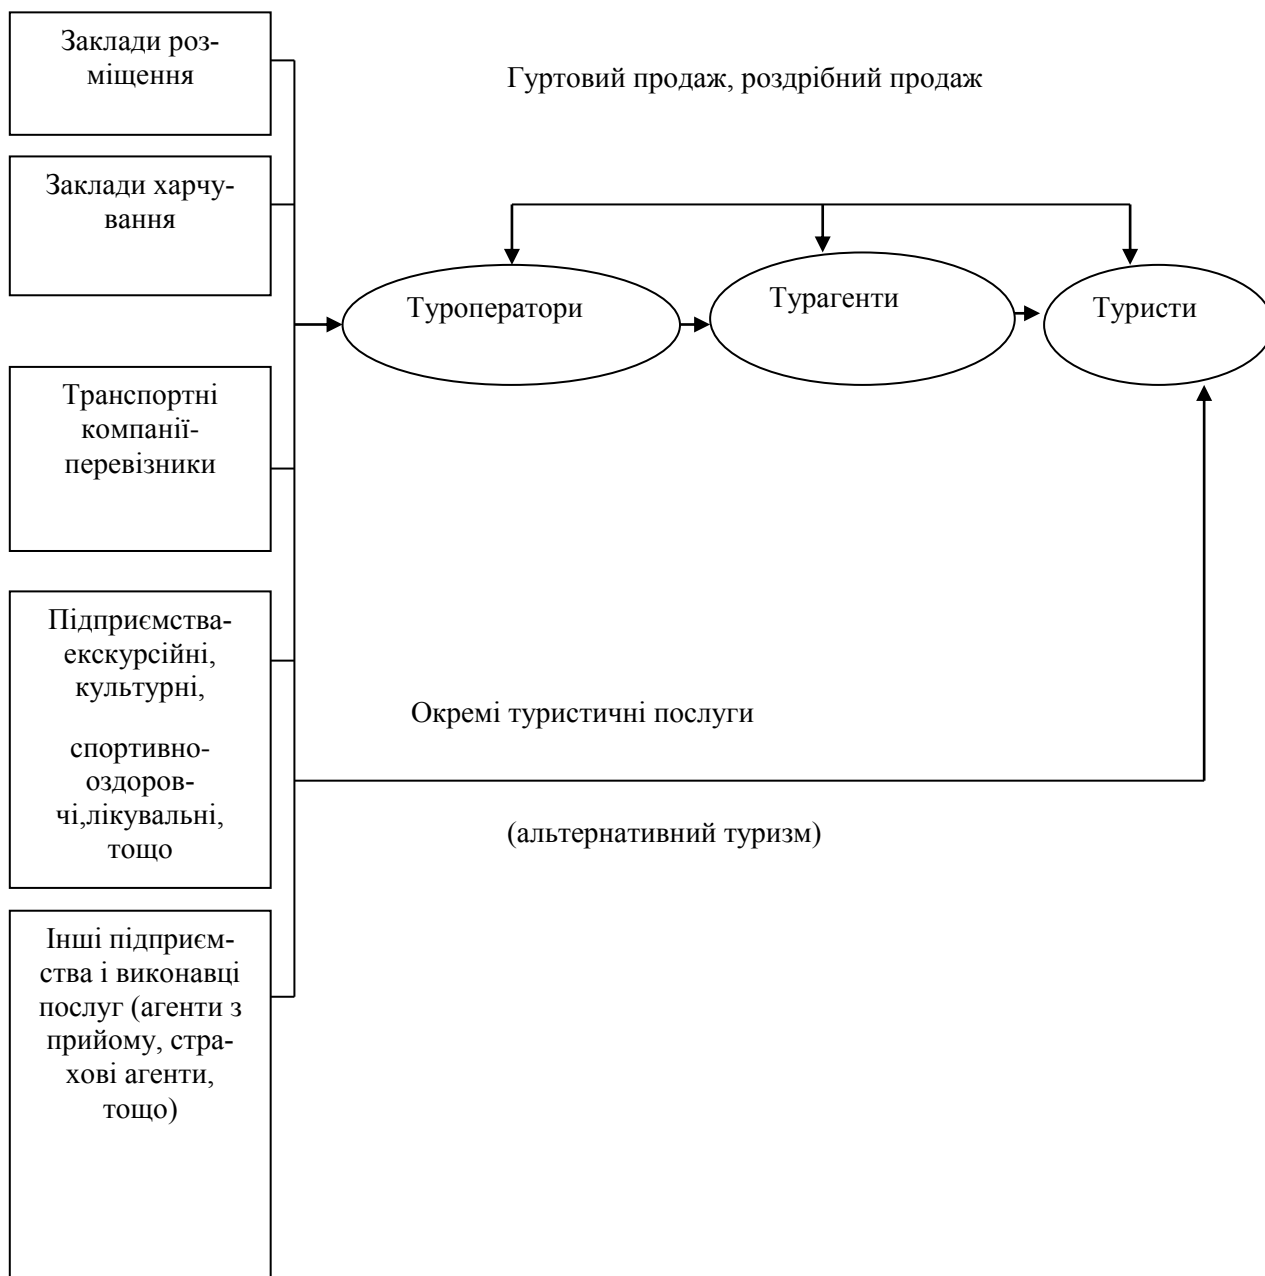 Заклади роз-
міщення
Гуртовий продаж, роздрібний продаж
Заклади харчу-
вання
Туроператори
Турагенти
Туристи
Транспортні
компанії-
перевізники
Підприємства-
екскурсійні,
культурні,
спортивно-
оздоров-
чі,лікувальні,
тощо
Окремі туристичні послуги
(альтернативний туризм)
Інші підприєм-
ства і виконавці
послуг (агенти з
прийому, стра-
хові агенти,
тощо)